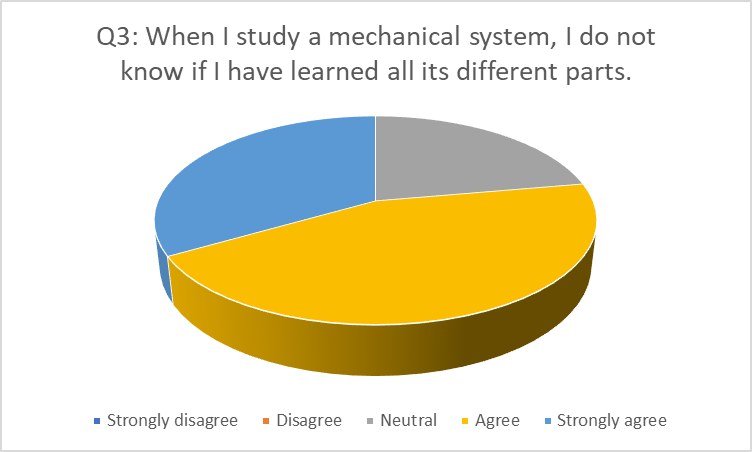 Q3: When I study a mechanical system, I do not
know if I have learned all its different parts.
Strongly disagree Disagree Neutral Agree Strongly agree